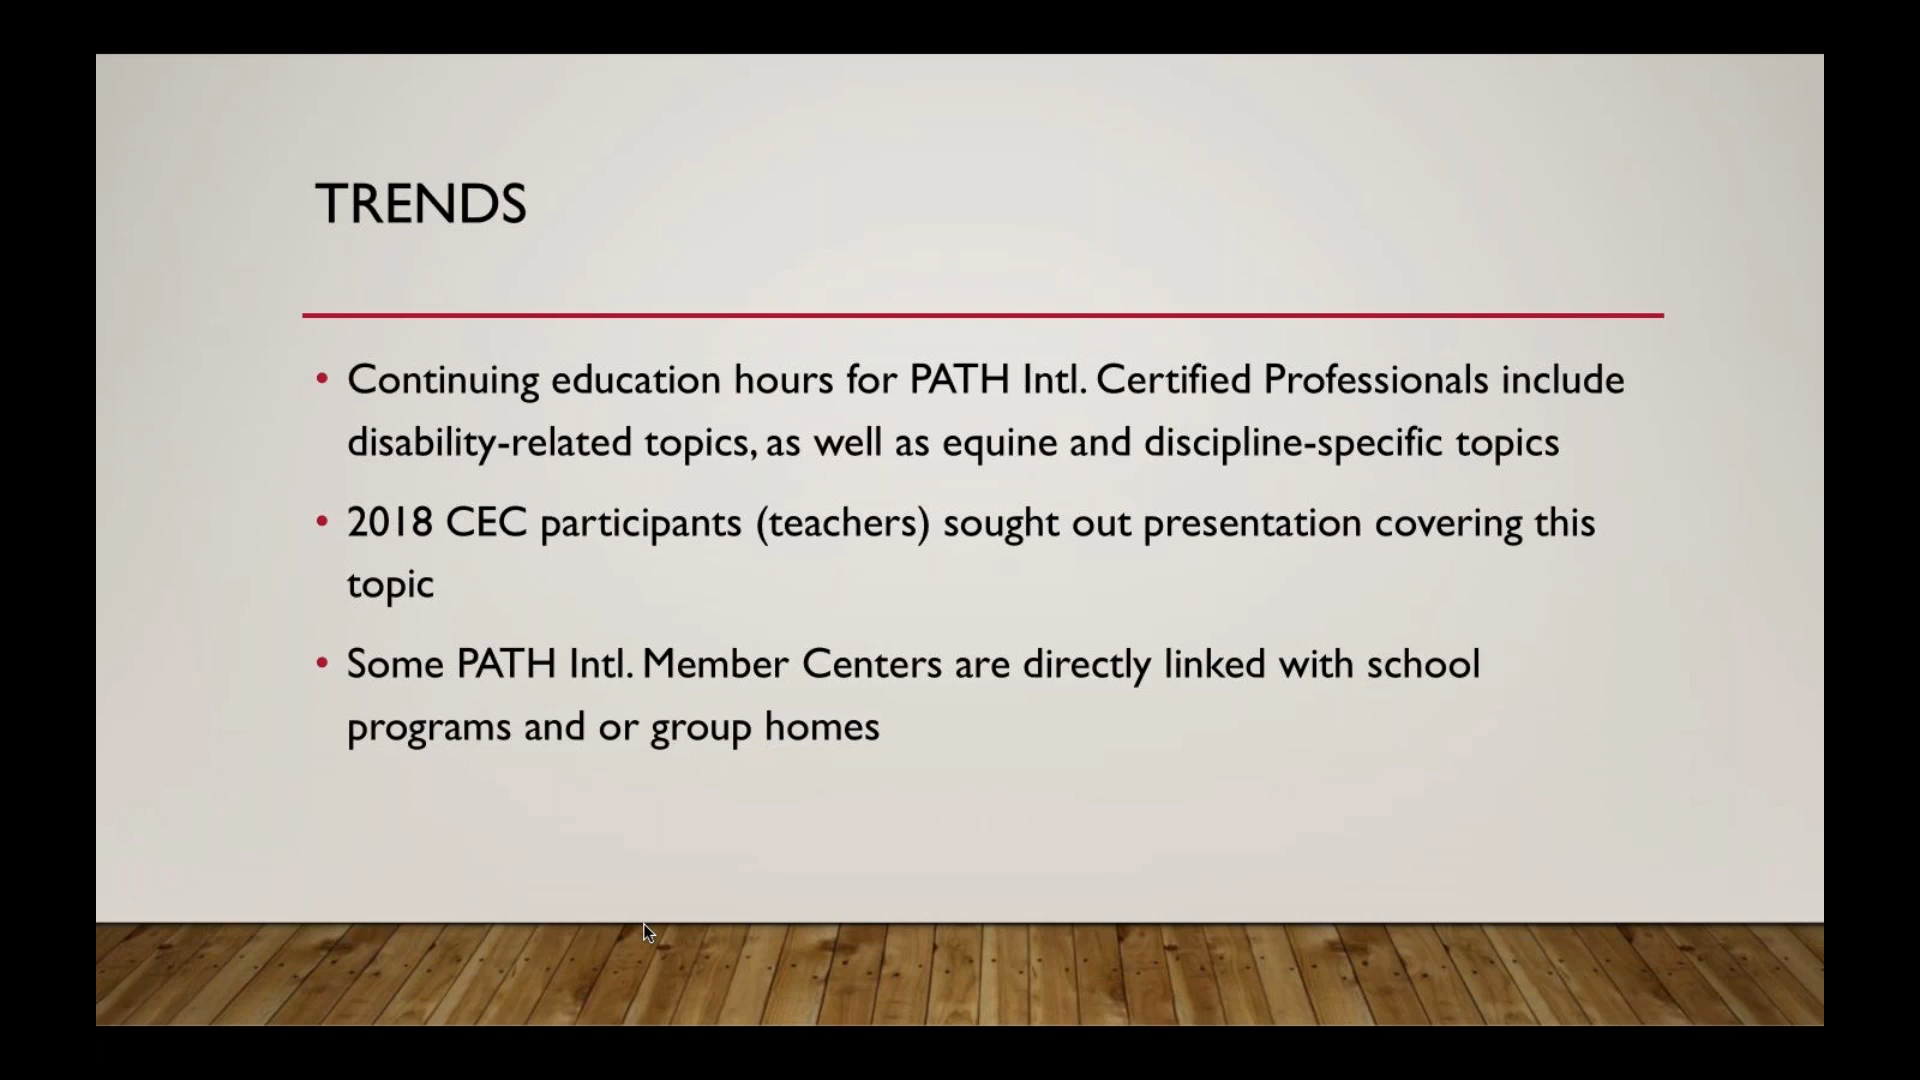 TRENDS
• Continuing education hours for PATH Intl. Certified Professionals include
disability-related topics, as well as equine and discipline-specific topics
• 2018 CEC participants (teachers) sought out presentation covering this
topic
• Some PATH Intl. Member Centers are directly linked with school
programs and or group homes